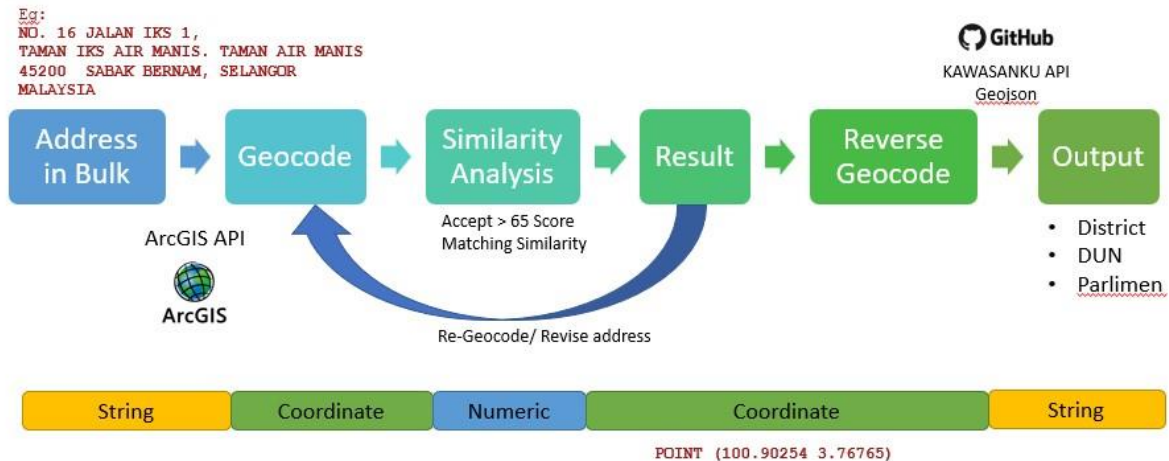 Eg:
NO. 16 JALAN IKS 1,
TAMAN IKS AIR MANIS. TAMAN AIR MANIS
45200 SABAK BERNAM, SELANGOR
MALAYSIA
GitHub
KAWASANKU API
Geojson
Address
in Bulk
Geocode
Similarity
Analysis
Result
Reverse
Geocode
Output
ArcGIS API
ArcGIS
Accept > 65 Score
Matching Similarity
• District
• DUN
• Parlimen
Re-Geocode/ Revise address
String
Coordinate
Numeric
Coordinate
String
POINT (100.90254 3.76765)